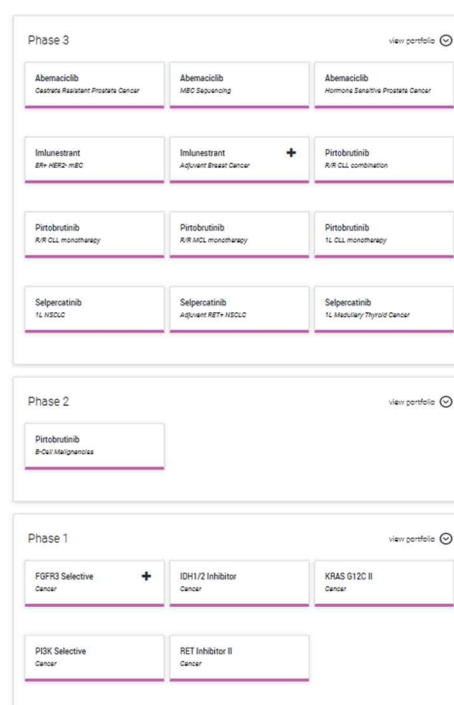 Phase 3
view portfolio
Abemaciclib
Castrate Resistant Prostate Cancer
Abemaciclib
MBC Sequencing
Abemaciclib
Hormone Sensitive Prostate Cancer
Imlunestrant
ER+ HER2- mBC
Imlunestrant
Adjuvant Breast Cancer
Pirtobrutinib
R/R CLL combination
Pirtobrutinib
R/R CLL monotherapy
Pirtobrutinib
R/R MCL monotherapy
Pirtobrutinib
1L CLL monotherapy
Selpercatinib
1L NSCLC
Selpercatinib
Adjuvant RET+ NSCLC
Selpercatinib
1L Medullary Thyroid Cancer
Phase 2
view portfolio
Pirtobrutinib
B-Cell Malignancies
Phase 1
view portfolio
FGFR3 Selective
Cancer
IDH1/2 Inhibitor
Cancer
KRAS G12C II
Cancer
PI3K Selective
Cancer
RET Inhibitor II
Cancer